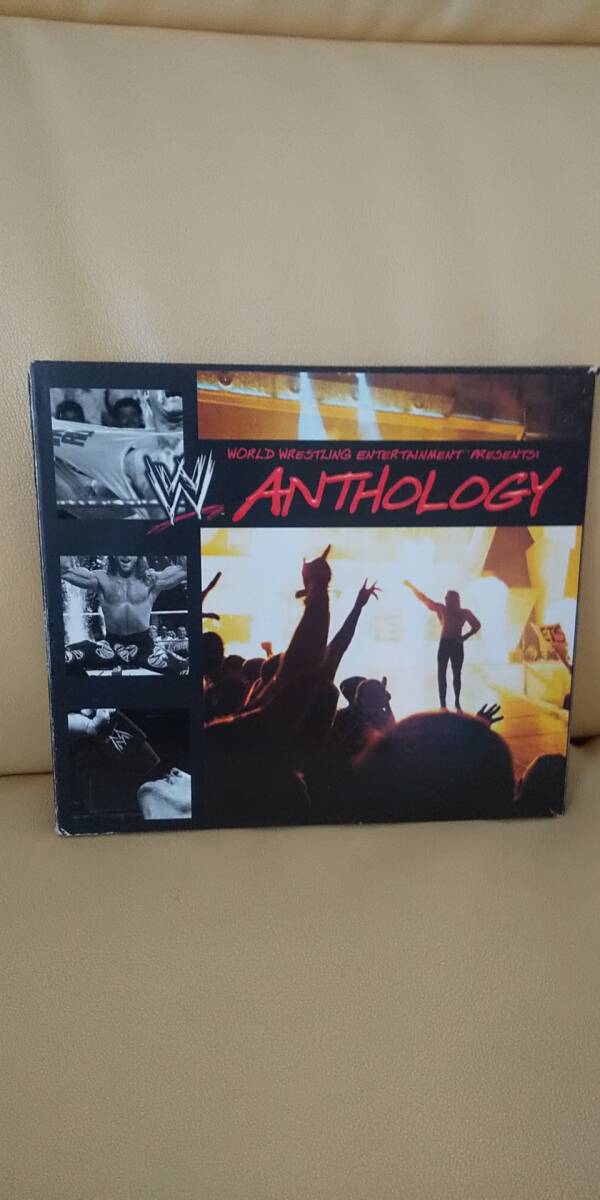 WORLD WRESTLING ENTERTAINMENT™ PRESENTS:
W
ANTHOLOGY